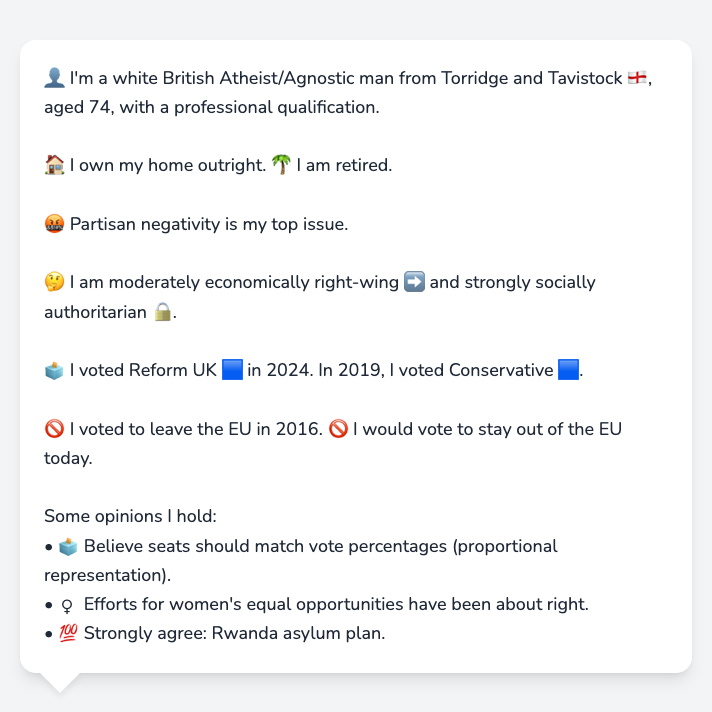 👤 I'm a white British Atheist/Agnostic man from Torridge and Tavistock 🏴󠁧󠁢󠁥󠁮󠁧󠁿,
aged 74, with a professional qualification.
🏠 I own my home outright. 🌴 I am retired.
🤬 Partisan negativity is my top issue.
🤔 I am moderately economically right-wing ➡️ and strongly socially
authoritarian 🔒.
🗳️ I voted Reform UK 🟦 in 2024. In 2019, I voted Conservative 🟦.
🚫 I voted to leave the EU in 2016. 🚫 I would vote to stay out of the EU
today.
Some opinions I hold:
• 🗳️ Believe seats should match vote percentages (proportional
representation).
• ♀ Efforts for women's equal opportunities have been about right.
• 💯 Strongly agree: Rwanda asylum plan.